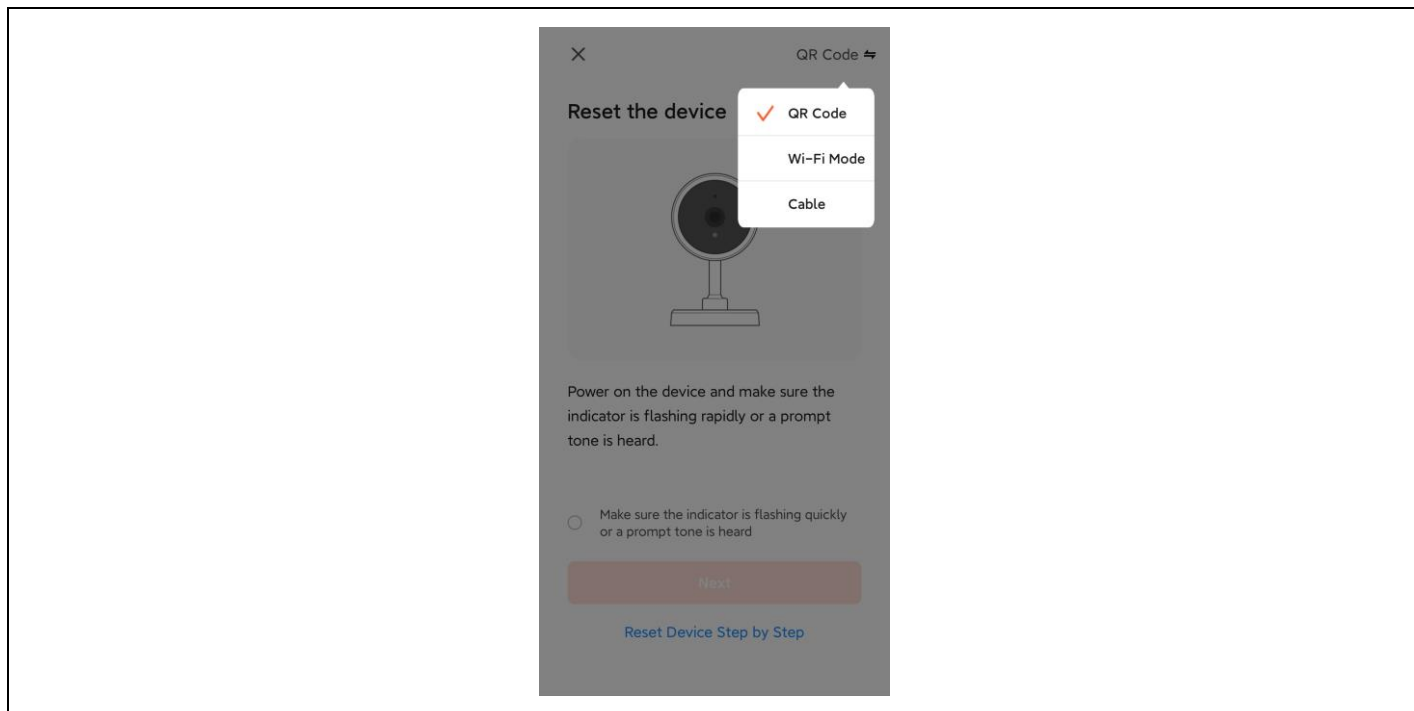 QR Code
Reset the device
QR Code
Wi-Fi Mode
Cable
Power on the device and make sure the
indicator is flashing rapidly or a prompt
tone is heard.
Make sure the indicator is flashing quickly
or a prompt tone is heard
Next
Reset Device Step by Step